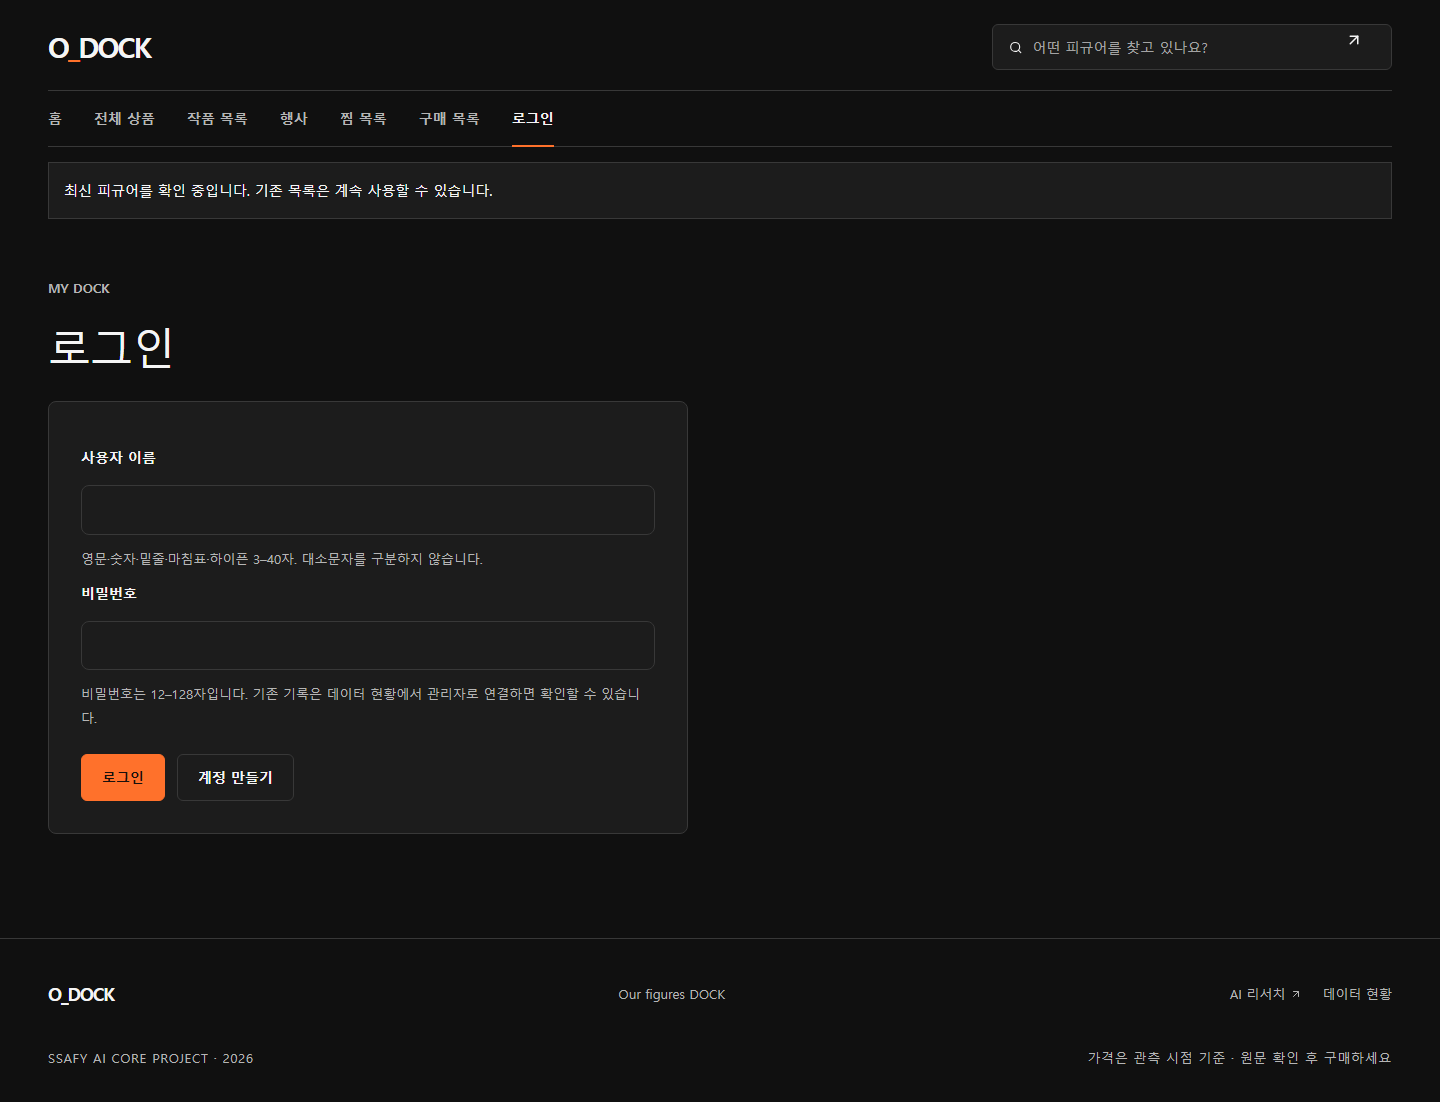 O_DOCK
어떤 피규어를 찾고 있나요?
홈 전체 상품 작품 목록 행사 찜 목록 구매 목록 로그인
최신 피규어를 확인 중입니다. 기존 목록은 계속 사용할 수 있습니다.
MY DOCK
로그인
사용자 이름
영문·숫자·밑줄·마침표·하이픈 3–40자. 대소문자를 구분하지 않습니다.
비밀번호
비밀번호는 12–128자입니다. 기존 기록은 데이터 현황에서 관리자로 연결하면 확인할 수 있습니
다.
로그인 계정 만들기
O_DOCK Our figures DOCK AI 리서치 데이터 현황
SSAFY AI CORE PROJECT · 2026 가격은 관측 시점 기준 · 원문 확인 후 구매하세요